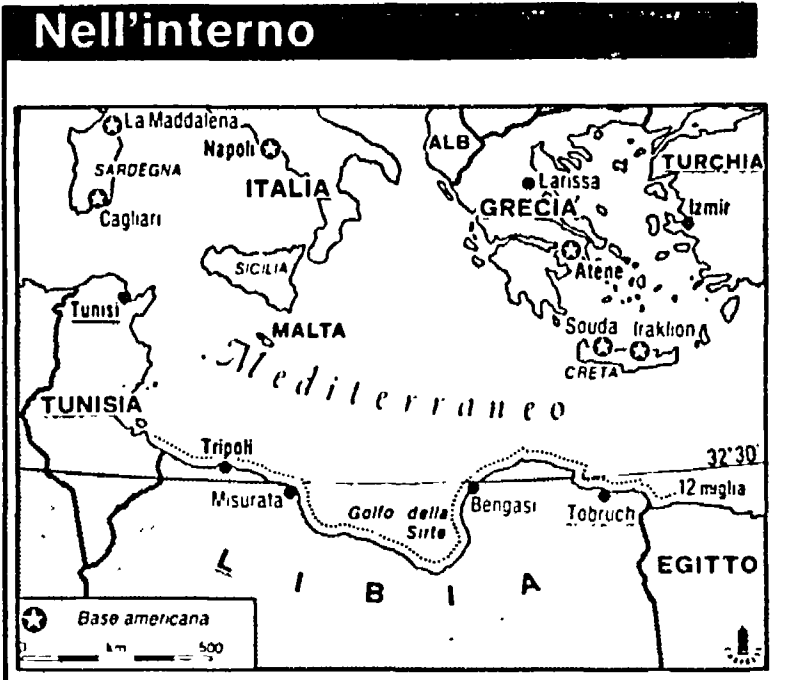 Nell'interno
La Maddalena
Napoli
ALB
TURCHIA
SARDEGNA
ITALIA
Larissa
GRECIA
Izmir
Cagliari
SICILIA
Atene
Tunisi
MALTA
Souda
Iraklion
CRETA
Mediterraneo
TUNISIA
Tripoli
32°30'
Misurata
Golfo della
Sirte
Bengasi
Tobruch
12 miglia
LIBIA
EGITTO
Base americana
km
500